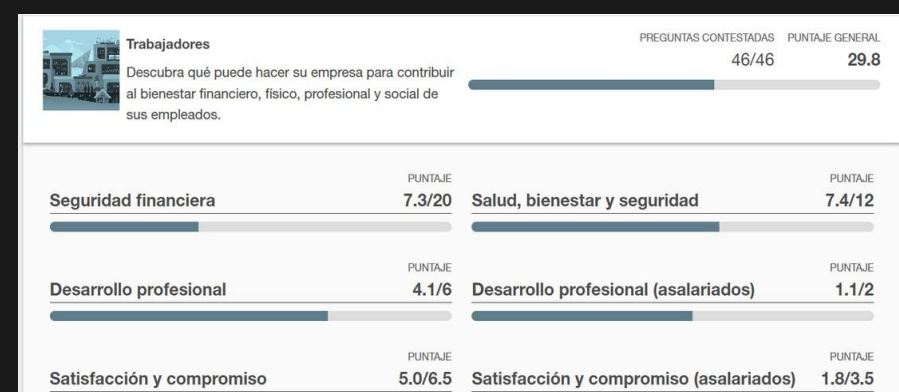 Trabajadores
Descubra qué puede hacer su empresa para contribuir
al bienestar financiero, físico, profesional y social de
sus empleados.
PREGUNTAS CONTESTADAS PUNTAJE GENERAL
46/46 29.8
PUNTAJE
Seguridad financiera 7.3/20
PUNTAJE
Salud, bienestar y seguridad 7.4/12
PUNTAJE
Desarrollo profesional 4.1/6
PUNTAJE
Desarrollo profesional (asalariados) 1.1/2
PUNTAJE
Satisfacción y compromiso 5.0/6.5
PUNTAJE
Satisfacción y compromiso (asalariados) 1.8/3.5